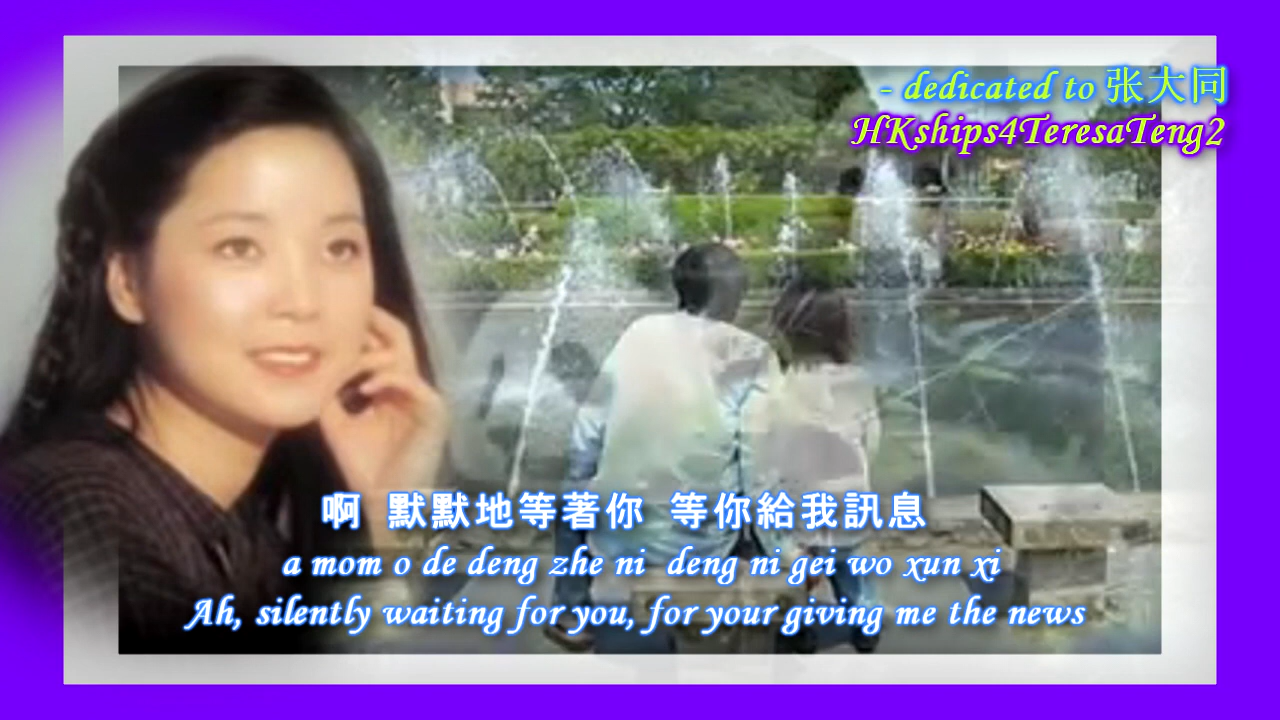 - dedicated to 张大同
HKships4TeresaTeng2
啊 默默地等著你 等你給我訊息
a mom o de deng zhe ni deng ni gei wo xun xi
Ah, silently waiting for you, for your giving me the news